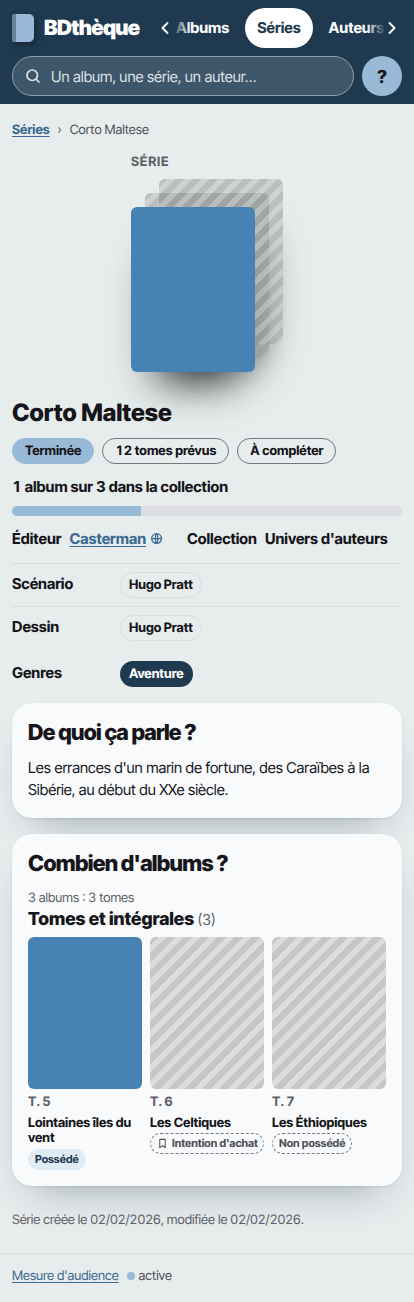 BDthèque
Albums
Séries
Auteurs
Un album, une série, un auteur...
?
Séries › Corto Maltese
SÉRIE
Corto Maltese
Terminée
12 tomes prévus
À compléter
1 album sur 3 dans la collection
Éditeur Casterman
Collection Univers d'auteurs
Scénario Hugo Pratt
Dessin Hugo Pratt
Genres Aventure
De quoi ça parle ?
Les errances d'un marin de fortune, des Caraïbes à la
Sibérie, au début du XXe siècle.
Combien d'albums ?
3 albums : 3 tomes
Tomes et intégrales (3)
T. 5
Lointaines îles du
vent
Possédé
T. 6
Les Celtiques
Intention d'achat
T. 7
Les Éthiopiques
Non possédé
Série créée le 02/02/2026, modifiée le 02/02/2026.
Mesure d'audience active